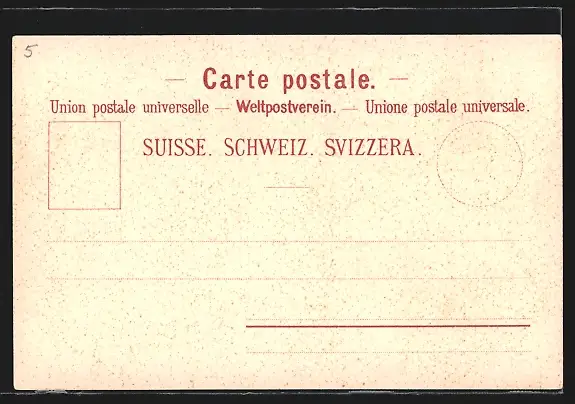 5
— Carte postale. —
Union postale universelle — Weltpostverein. — Unione postale universale.
SUISSE. SCHWEIZ. SVIZZERA.